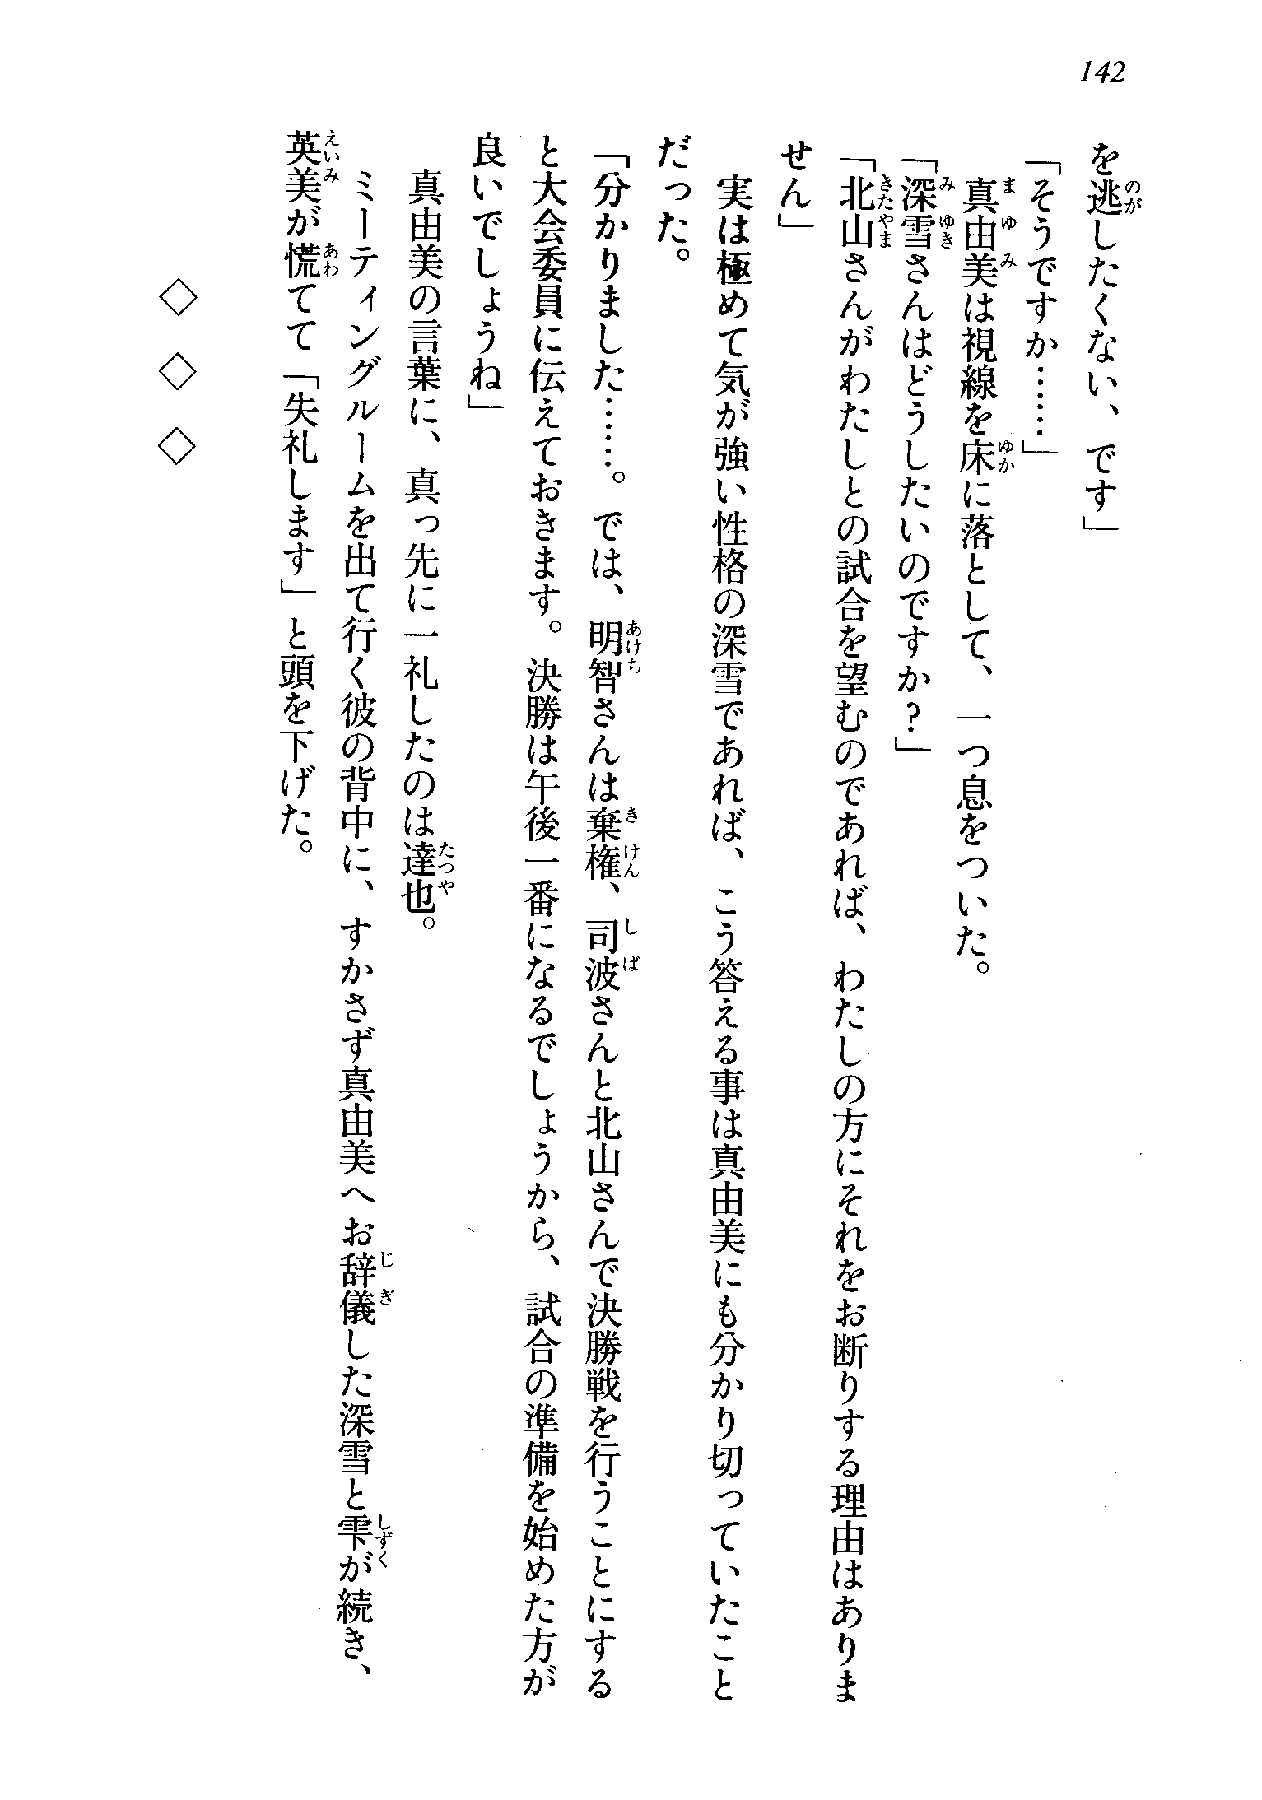 142
を逃したくない、です」
「そうですか……」
真由美は視線を床に落として、一つ息をついた。
「深雪さんはどうしたいのですか？」
「北山さんがわたしとの試合を望むのであれば、わたしの方にそれをお断りする理由はありま
せん」
実は極めて気が強い性格の深雪であれば、こう答える事は真由美にも分かり切っていたこと
だった。
「分かりました……。では、明智さんは棄権、司波さんと北山さんで決勝戦を行うことにする
と大会委員に伝えておきます。決勝は午後一番になるでしょうから、試合の準備を始めた方が
良いでしょうね」
真由美の言葉に、真っ先に一礼したのは達也。
ミーティングルームを出て行く彼の背中に、すかさず真由美へお辞儀した深雪と雫が続き、
英美が慌てて「失礼します」と頭を下げた。
◇ ◇ ◇